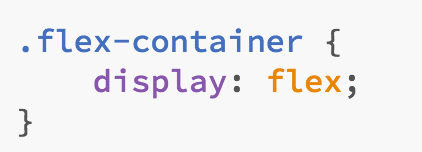 .flex-container {
    display: flex;
}